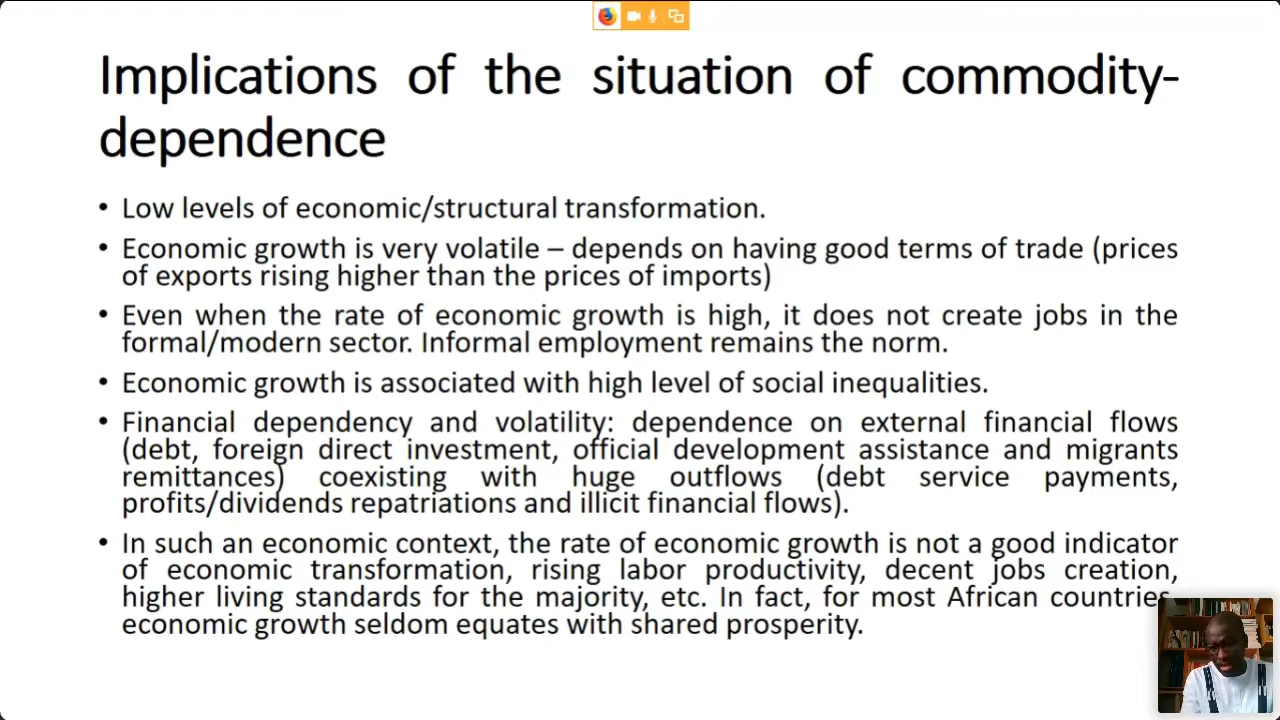 Implications of the situation of commodity-
dependence
• Low levels of economic/structural transformation.
• Economic growth is very volatile – depends on having good terms of trade (prices
of exports rising higher than the prices of imports)
• Even when the rate of economic growth is high, it does not create jobs in the
formal/modern sector. Informal employment remains the norm.
• Economic growth is associated with high level of social inequalities.
• Financial dependency and volatility: dependence on external financial flows
(debt, foreign direct investment, official development assistance and migrants
remittances) coexisting with huge outflows (debt service payments,
profits/dividends repatriations and illicit financial flows).
• In such an economic context, the rate of economic growth is not a good indicator
of economic transformation, rising labor productivity, decent jobs creation,
higher living standards for the majority, etc. In fact, for most African countries,
economic growth seldom equates with shared prosperity.